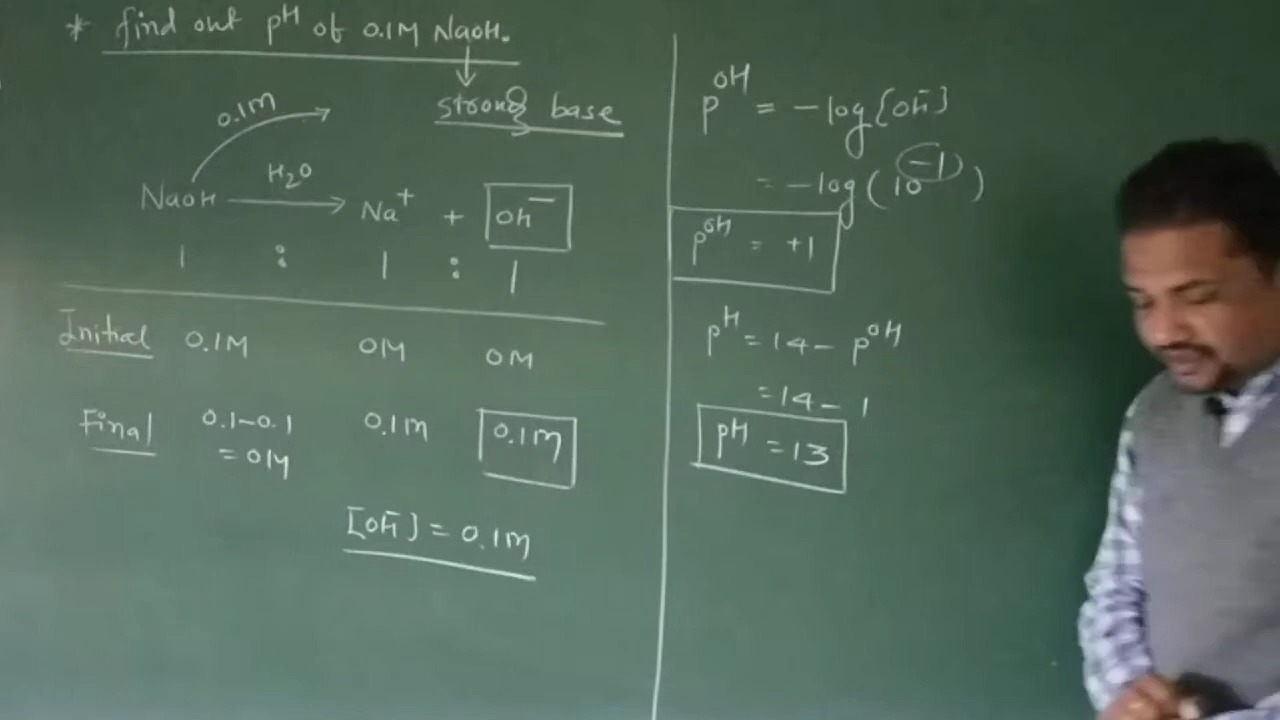 * find out pH of 0.1M NaOH.
strong base
0.1M
NaOH H₂O Na⁺ + OH⁻
1 : 1 : 1
Initial 0.1M 0M 0M
Final 0.1-0.1 0.1M 0.1M
= 0M
[OH⁻] = 0.1M
pOH = -log{OH⁻}
= -log(10⁻¹)
pOH = +1
pH = 14 - pOH
= 14 - 1
pH = 13